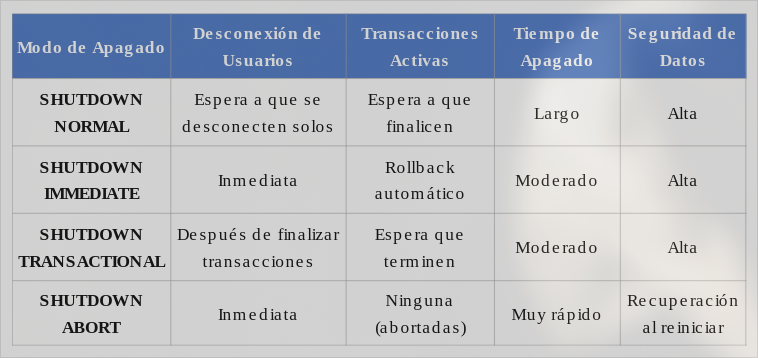 Modo de Apagado
Desconexión de
Usuarios
Transacciones
Activas
Tiempo de
Apagado
Seguridad de
Datos
SHUTDOWN
NORMAL
Espera a que se
desconecten solos
Espera a que
finalicen
Largo
Alta
SHUTDOWN
IMMEDIATE
Inmediata
Rollback
automático
Moderado
Alta
SHUTDOWN
TRANSACTIONAL
Después de finalizar
transacciones
Espera que
terminen
Moderado
Alta
SHUTDOWN
ABORT
Inmediata
Ninguna
(abortadas)
Muy rápido
Recuperación
al reiniciar